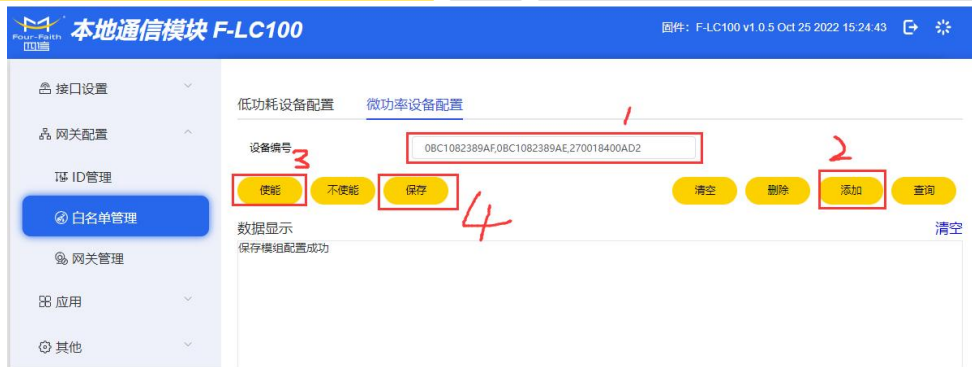 Four-Faith
四信
本地通信模块 F-LC100
固件：F-LC100 v1.0.5 Oct 25 2022 15:24:43
接口设置
网关配置
ID管理
白名单管理
网关管理
应用
其他
低功耗设备配置 微功率设备配置
1
设备编号 0BC1082389AF,0BC1082389AE,270018400AD2
3 2
使能 不使能 保存 清空 删除 添加 查询
4
数据显示 清空
保存模组配置成功